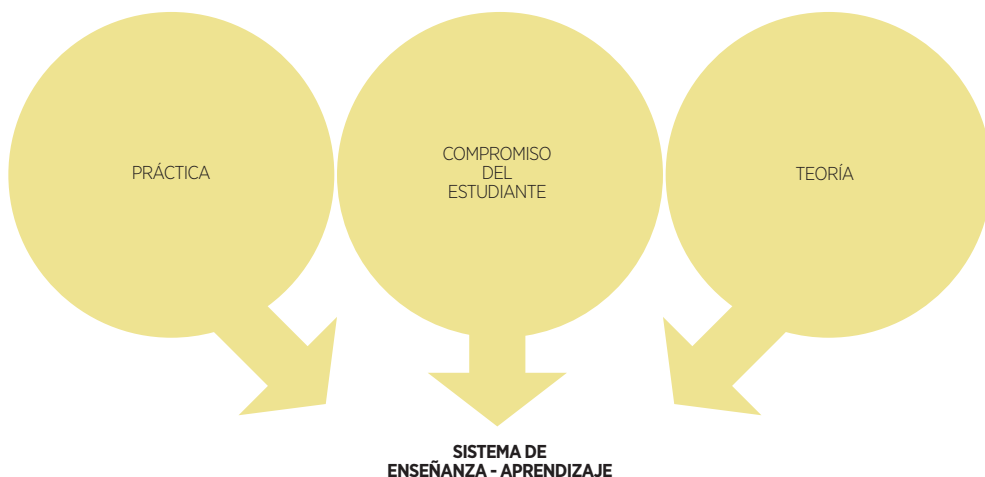 PRÁCTICA
COMPROMISO
DEL
ESTUDIANTE
TEORÍA
SISTEMA DE
ENSEÑANZA - APRENDIZAJE